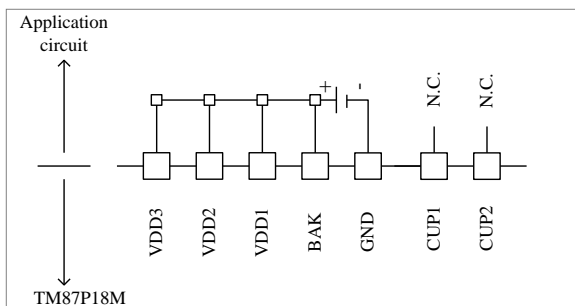 Application
circuit
+ -
N.C.
N.C.
VDD3
VDD2
VDD1
BAK
GND
CUP1
CUP2
TM87P18M